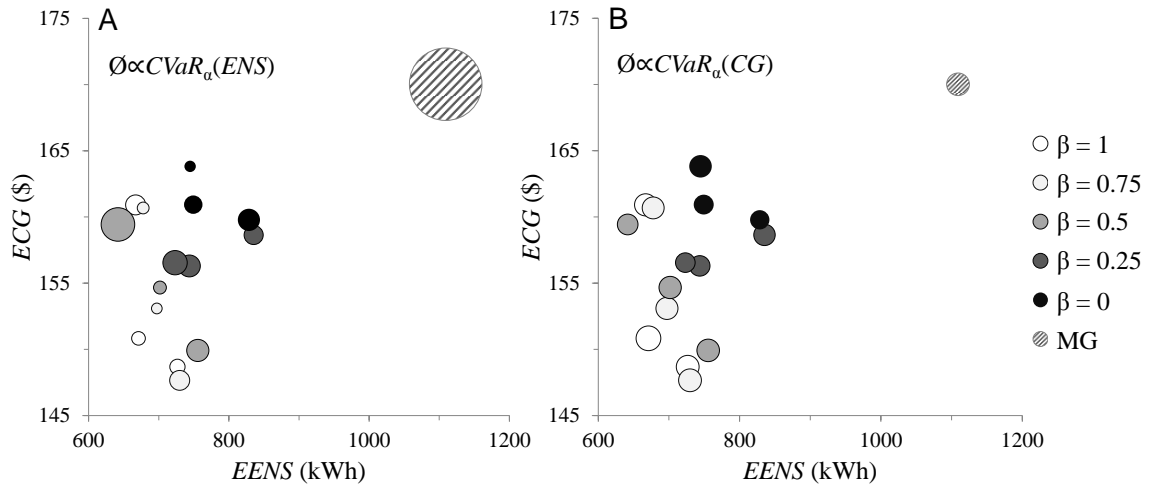 A
Ø∝CVaRα(ENS)
175
165
155
145
ECG ($)
600
800
1000
1200
EENS (kWh)
B
Ø∝CVaRα(CG)
175
165
155
145
ECG ($)
600
800
1000
1200
EENS (kWh)
β = 1
β = 0.75
β = 0.5
β = 0.25
β = 0
MG